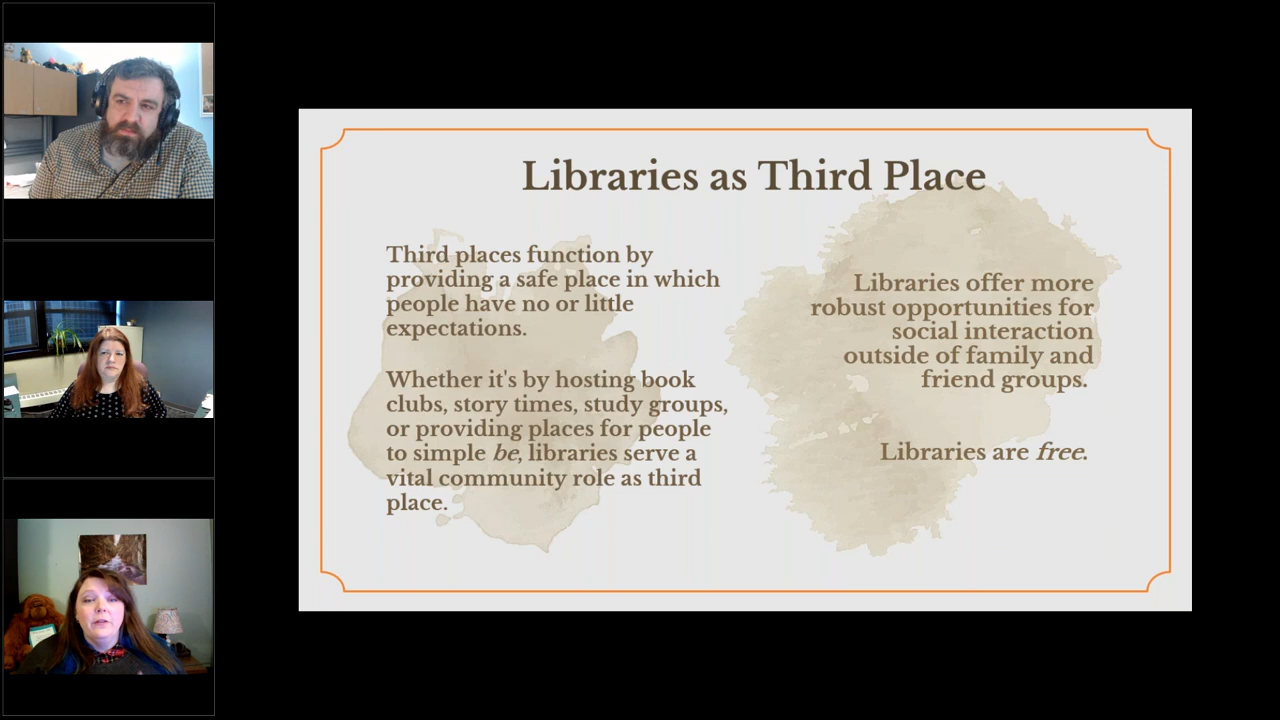 Libraries as Third Place
Third places function by
providing a safe place in which
people have no or little
expectations.
Whether it's by hosting book
clubs, story times, study groups,
or providing places for people
to simple be, libraries serve a
vital community role as third
place.
Libraries offer more
robust opportunities for
social interaction
outside of family and
friend groups.
Libraries are free.